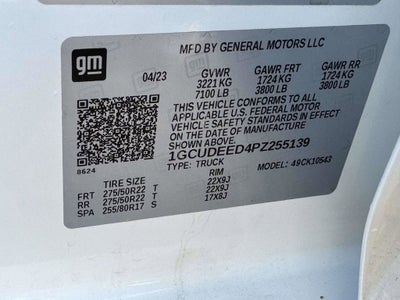 gm
MFD BY GENERAL MOTORS LLC
04/23 GVWR GAWR FRT GAWR RR
3221 KG 1724 KG 1724 KG
7100 LB 3800 LB 3800 LB
THIS VEHICLE CONFORMS TO ALL
APPLICABLE U.S. FEDERAL MOTOR
VEHICLE SAFETY STANDARDS IN EFFECT
ON THE DATE OF MANUFACTURE
SHOWN ABOVE.
1GCUDEED4PZ255139
8624 TYPE: TRUCK MODEL: 49CK10543
TIRE SIZE RIM
FRT 275/50R22 T 22X9J
RR 275/50R22 T 22X9J
SPA 255/80R17 S 17X8J